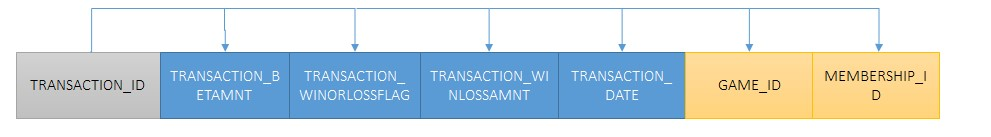 TRANSACTION_ID
TRANSACTION_B
ETAMNT
TRANSACTION_
WINORLOSSFLAG
TRANSACTION_WI
NLOSSAMNT
TRANSACTION_
DATE
GAME_ID
MEMBERSHIP_I
D